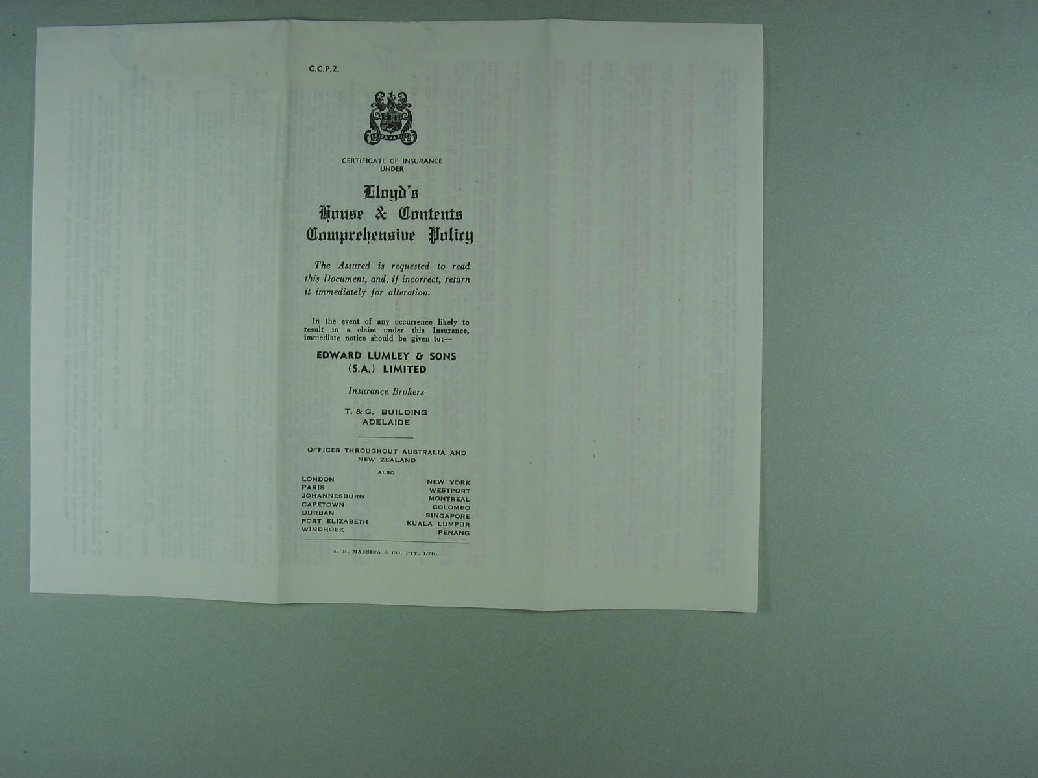 C.C.P.2.
CERTIFICATE OF INSURANCE
UNDER
Lloyd's
House & Contents
Comprehensive Policy
The Assured is requested to read
this Document, and, if incorrect, return
it immediately for alteration.
In the event of any occurrence likely to
result in a claim under this Insurance,
immediate notice should be given to:—
EDWARD LUMLEY & SONS
(S.A.) LIMITED
Insurance Brokers
T. & G. BUILDING
ADELAIDE
OFFICES THROUGHOUT AUSTRALIA AND
NEW ZEALAND
ALSO
LONDON
PARIS
JOHANNESBURG
CAPETOWN
DURBAN
PORT ELIZABETH
WINDHOEK
NEW YORK
WESTPORT
MONTREAL
COLOMBO
SINGAPORE
KUALA LUMPUR
PENANG
& CO. PTY. LTD.